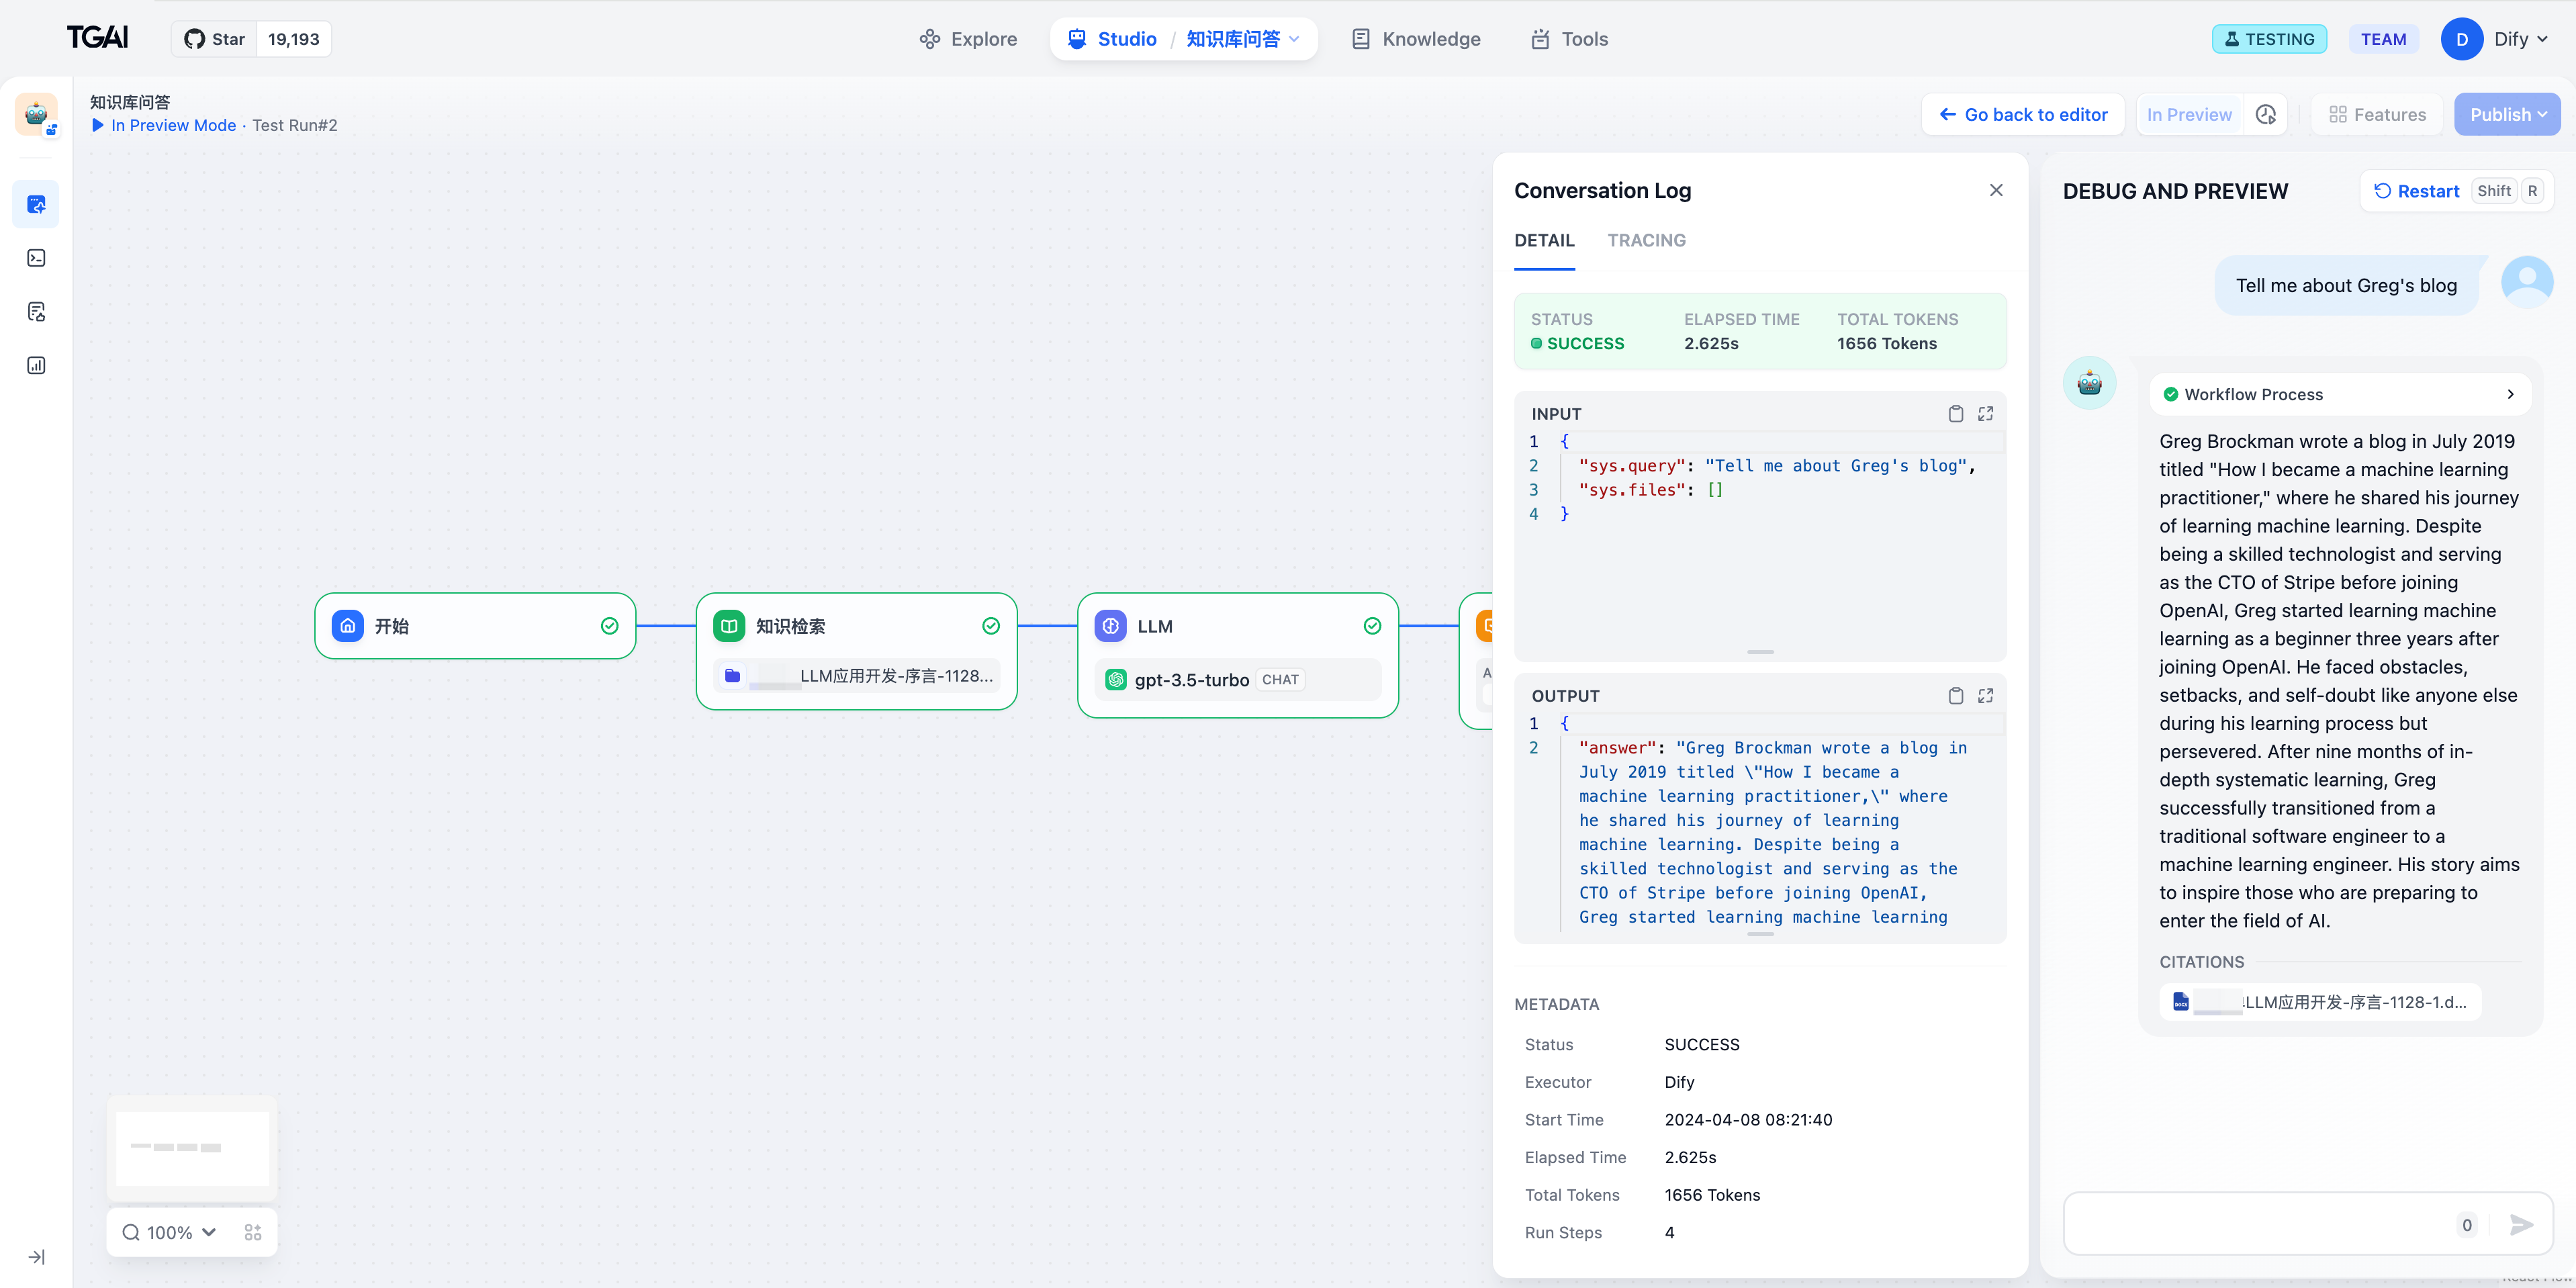 TGAI
Star 19,193
Explore
Studio / 知识库问答
Knowledge
Tools
TESTING
TEAM
D
Dify
知识库问答
In Preview Mode · Test Run#2
Go back to editor
In Preview
Features
Publish
开始
知识检索
LLM应用开发-序言-1128...
LLM
gpt-3.5-turbo CHAT
A
100%
Conversation Log
DETAIL TRACING
STATUS ELAPSED TIME TOTAL TOKENS
SUCCESS 2.625s 1656 Tokens
INPUT
1 {
2 "sys.query": "Tell me about Greg's blog",
3 "sys.files": []
4 }
OUTPUT
1 {
2 "answer": "Greg Brockman wrote a blog in
July 2019 titled \"How I became a
machine learning practitioner,\" where
he shared his journey of learning
machine learning. Despite being a
skilled technologist and serving as the
CTO of Stripe before joining OpenAI,
Greg started learning machine learning
METADATA
Status SUCCESS
Executor Dify
Start Time 2024-04-08 08:21:40
Elapsed Time 2.625s
Total Tokens 1656 Tokens
Run Steps 4
DEBUG AND PREVIEW
Restart Shift R
Tell me about Greg's blog
Workflow Process
Greg Brockman wrote a blog in July 2019
titled "How I became a machine learning
practitioner," where he shared his journey
of learning machine learning. Despite
being a skilled technologist and serving
as the CTO of Stripe before joining
OpenAI, Greg started learning machine
learning as a beginner three years after
joining OpenAI. He faced obstacles,
setbacks, and self-doubt like anyone else
during his learning process but
persevered. After nine months of in-
depth systematic learning, Greg
successfully transitioned from a
traditional software engineer to a
machine learning engineer. His story aims
to inspire those who are preparing to
enter the field of AI.
CITATIONS
LLM应用开发-序言-1128-1.d...
0